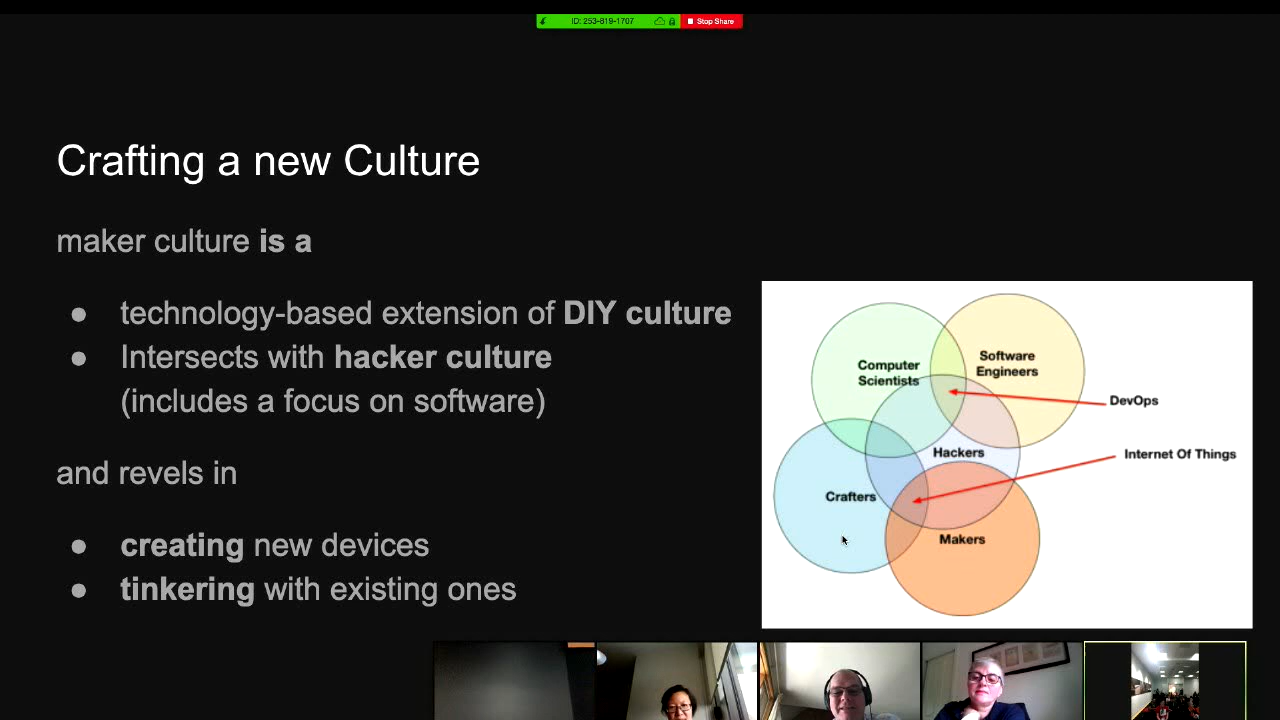 ID: 253-819-1707
Stop Share
Crafting a new Culture
maker culture is a
● technology-based extension of DIY culture
● Intersects with hacker culture
(includes a focus on software)
and revels in
● creating new devices
● tinkering with existing ones
Computer
Scientists
Software
Engineers
DevOps
Hackers
Internet Of Things
Crafters
Makers